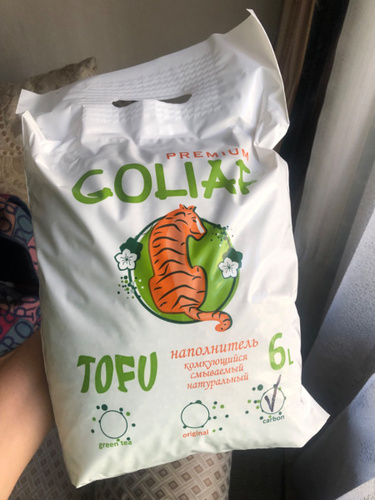 PREMIUM
GOLIAF
TOFU
наполнитель
комкующийся
смываемый
натуральный
6L
green tea
original
carbon